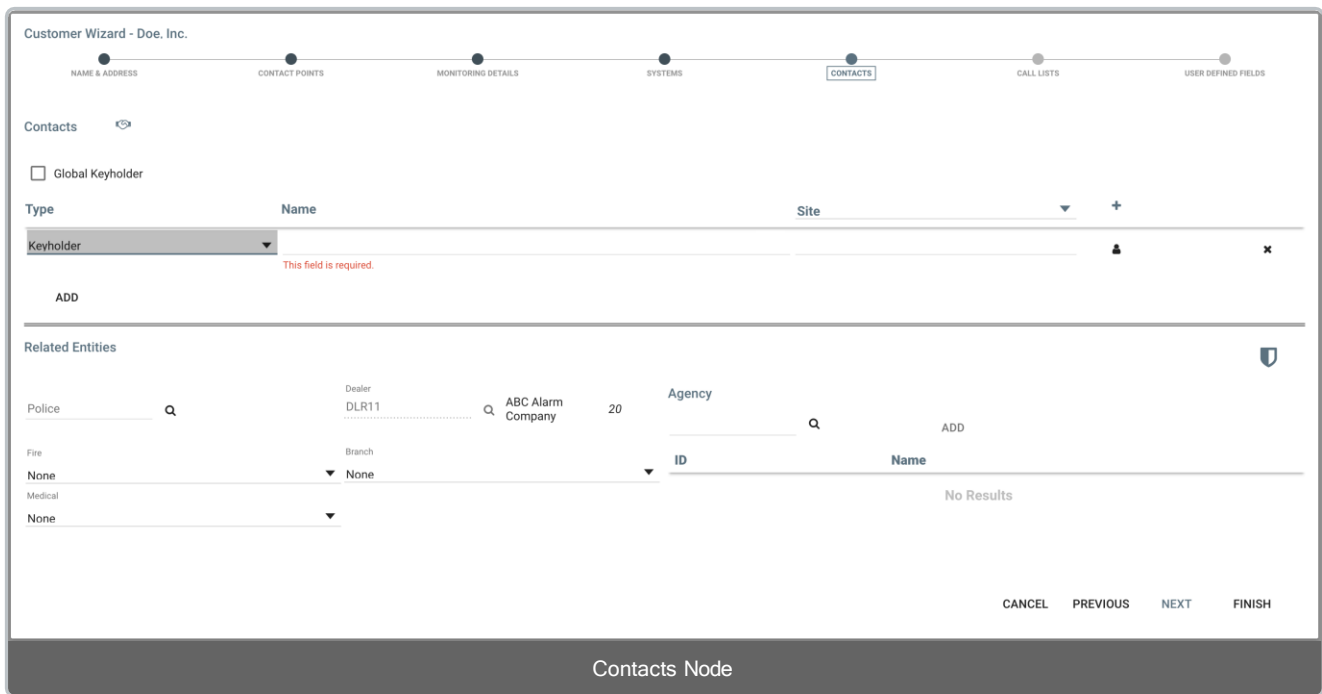 Customer Wizard - Doe, Inc.
NAME & ADDRESS
CONTACT POINTS
MONITORING DETAILS
SYSTEMS
CONTACTS
CALL LISTS
USER DEFINED FIELDS
Contacts
Global Keyholder
Type
Name
Site
Keyholder
This field is required.
ADD
Related Entities
Police
Dealer
DLR11
ABC Alarm
Company
20
Agency
ADD
Fire
None
Branch
None
ID
Name
Medical
None
No Results
CANCEL
PREVIOUS
NEXT
FINISH
Contacts Node